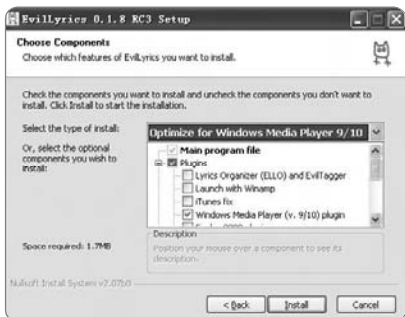 EvilLyrics 0.1.8 RC3 Setup
Choose Components
Choose which features of EvilLyrics you want to install.
Check the components you want to install and uncheck the components you don't want to
install. Click Install to start the installation.
Select the type of install:
Optimize for Windows Media Player 9/10
Or, select the optional
components you wish to
install:
Main program file
Plugins
Lyrics Organizer (ELLO) and EvilTagger
Launch with Winamp
iTunes fix
Windows Media Player (v. 9/10) plugin
Space required: 1.7MB
Description
Position your mouse over a component to see its
description.
Nullsoft Install System v2.07b0
< Back
Install
Cancel